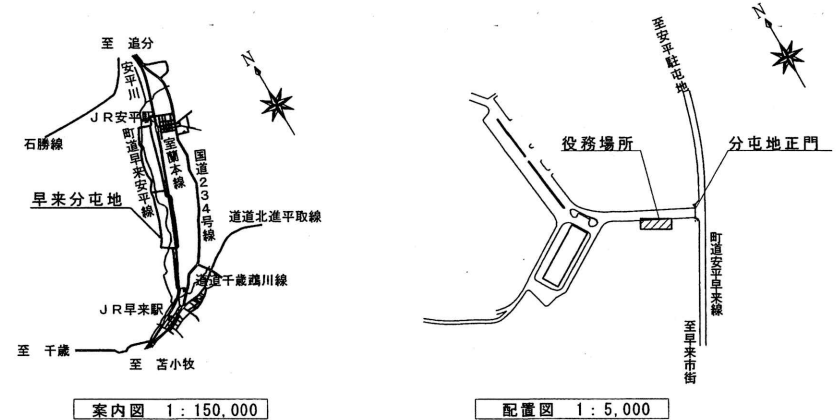 至 追分
安平川
JR安平駅
石勝線
町道早来安平線
室蘭本線
国道234号線
早来分屯地
道道北進平取線
道道千歳鵡川線
JR早来駅
至 千歳
至 苫小牧
N
案内図 1:150,000
N
至安平駐屯地
役務場所
分屯地正門
町道安平早来線
至早来市街
配置図 1:5,000